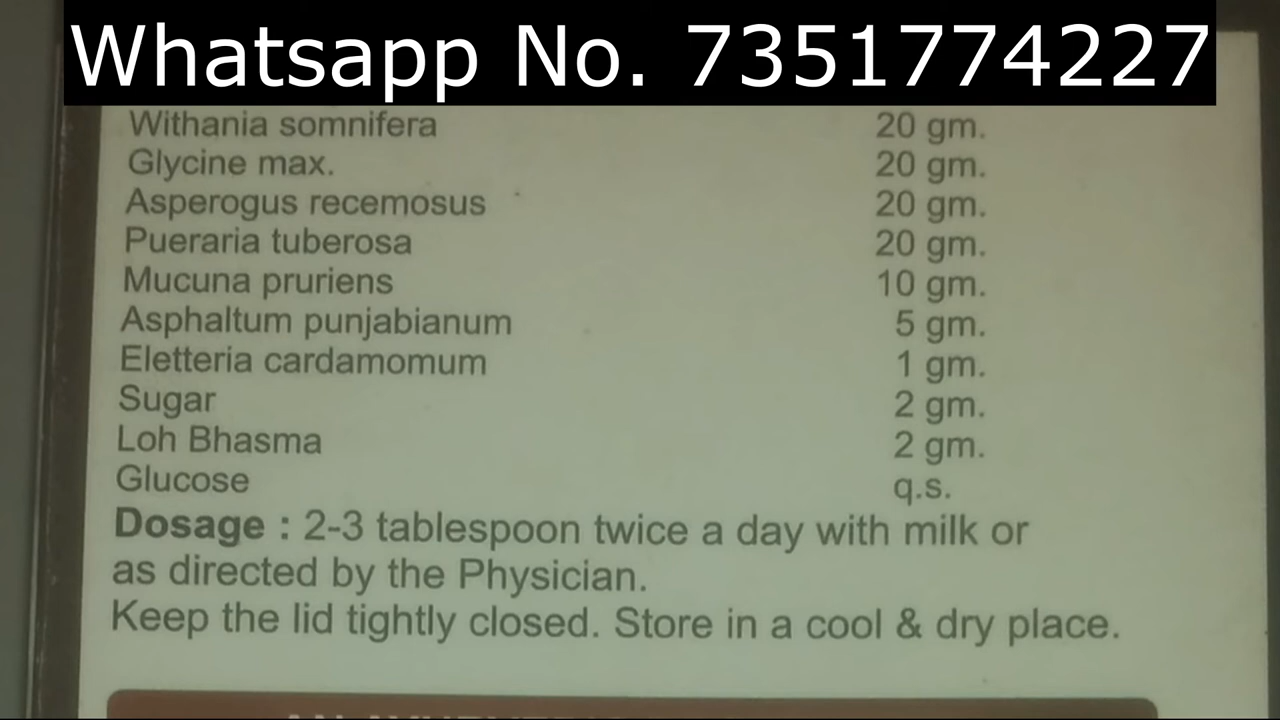 Whatsapp No. 7351774227
Withania somnifera 20 gm.
Glycine max. 20 gm.
Asperogus recemosus 20 gm.
Pueraria tuberosa 20 gm.
Mucuna pruriens 10 gm.
Asphaltum punjabianum 5 gm.
Eletteria cardamomum 1 gm.
Sugar 2 gm.
Loh Bhasma 2 gm.
Glucose q.s.
Dosage : 2-3 tablespoon twice a day with milk or
as directed by the Physician.
Keep the lid tightly closed. Store in a cool & dry place.